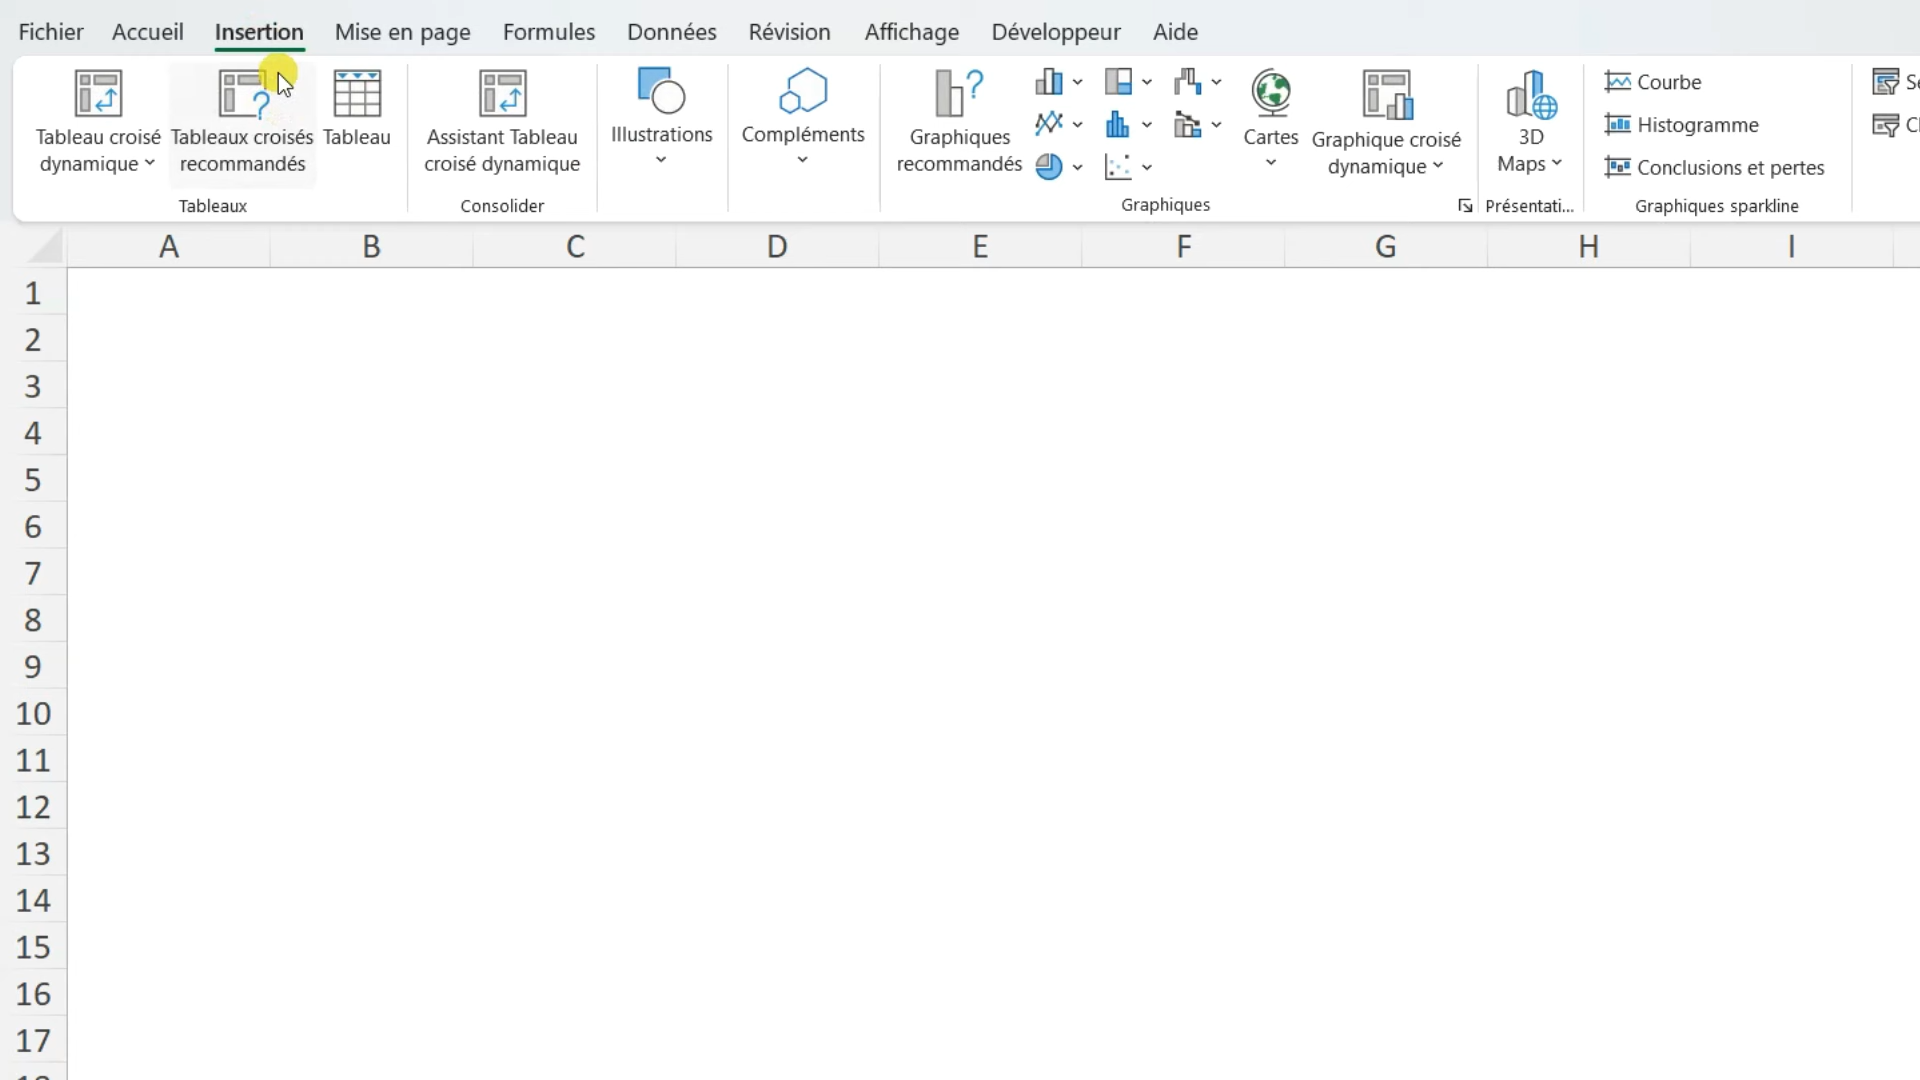 Fichier Accueil Insertion Mise en page Formules Données Révision Affichage Développeur Aide
Tableau croisé dynamique
Tableaux croisés recommandés
Tableau
Tableaux
Assistant Tableau croisé dynamique
Consolider
Illustrations
Compléments
Graphiques recommandés
Cartes
Graphique croisé dynamique
Graphiques
3D Maps
Présentati...
Courbe
Histogramme
Conclusions et pertes
Graphiques sparkline
A B C D E F G H I
1
2
3
4
5
6
7
8
9
10
11
12
13
14
15
16
17